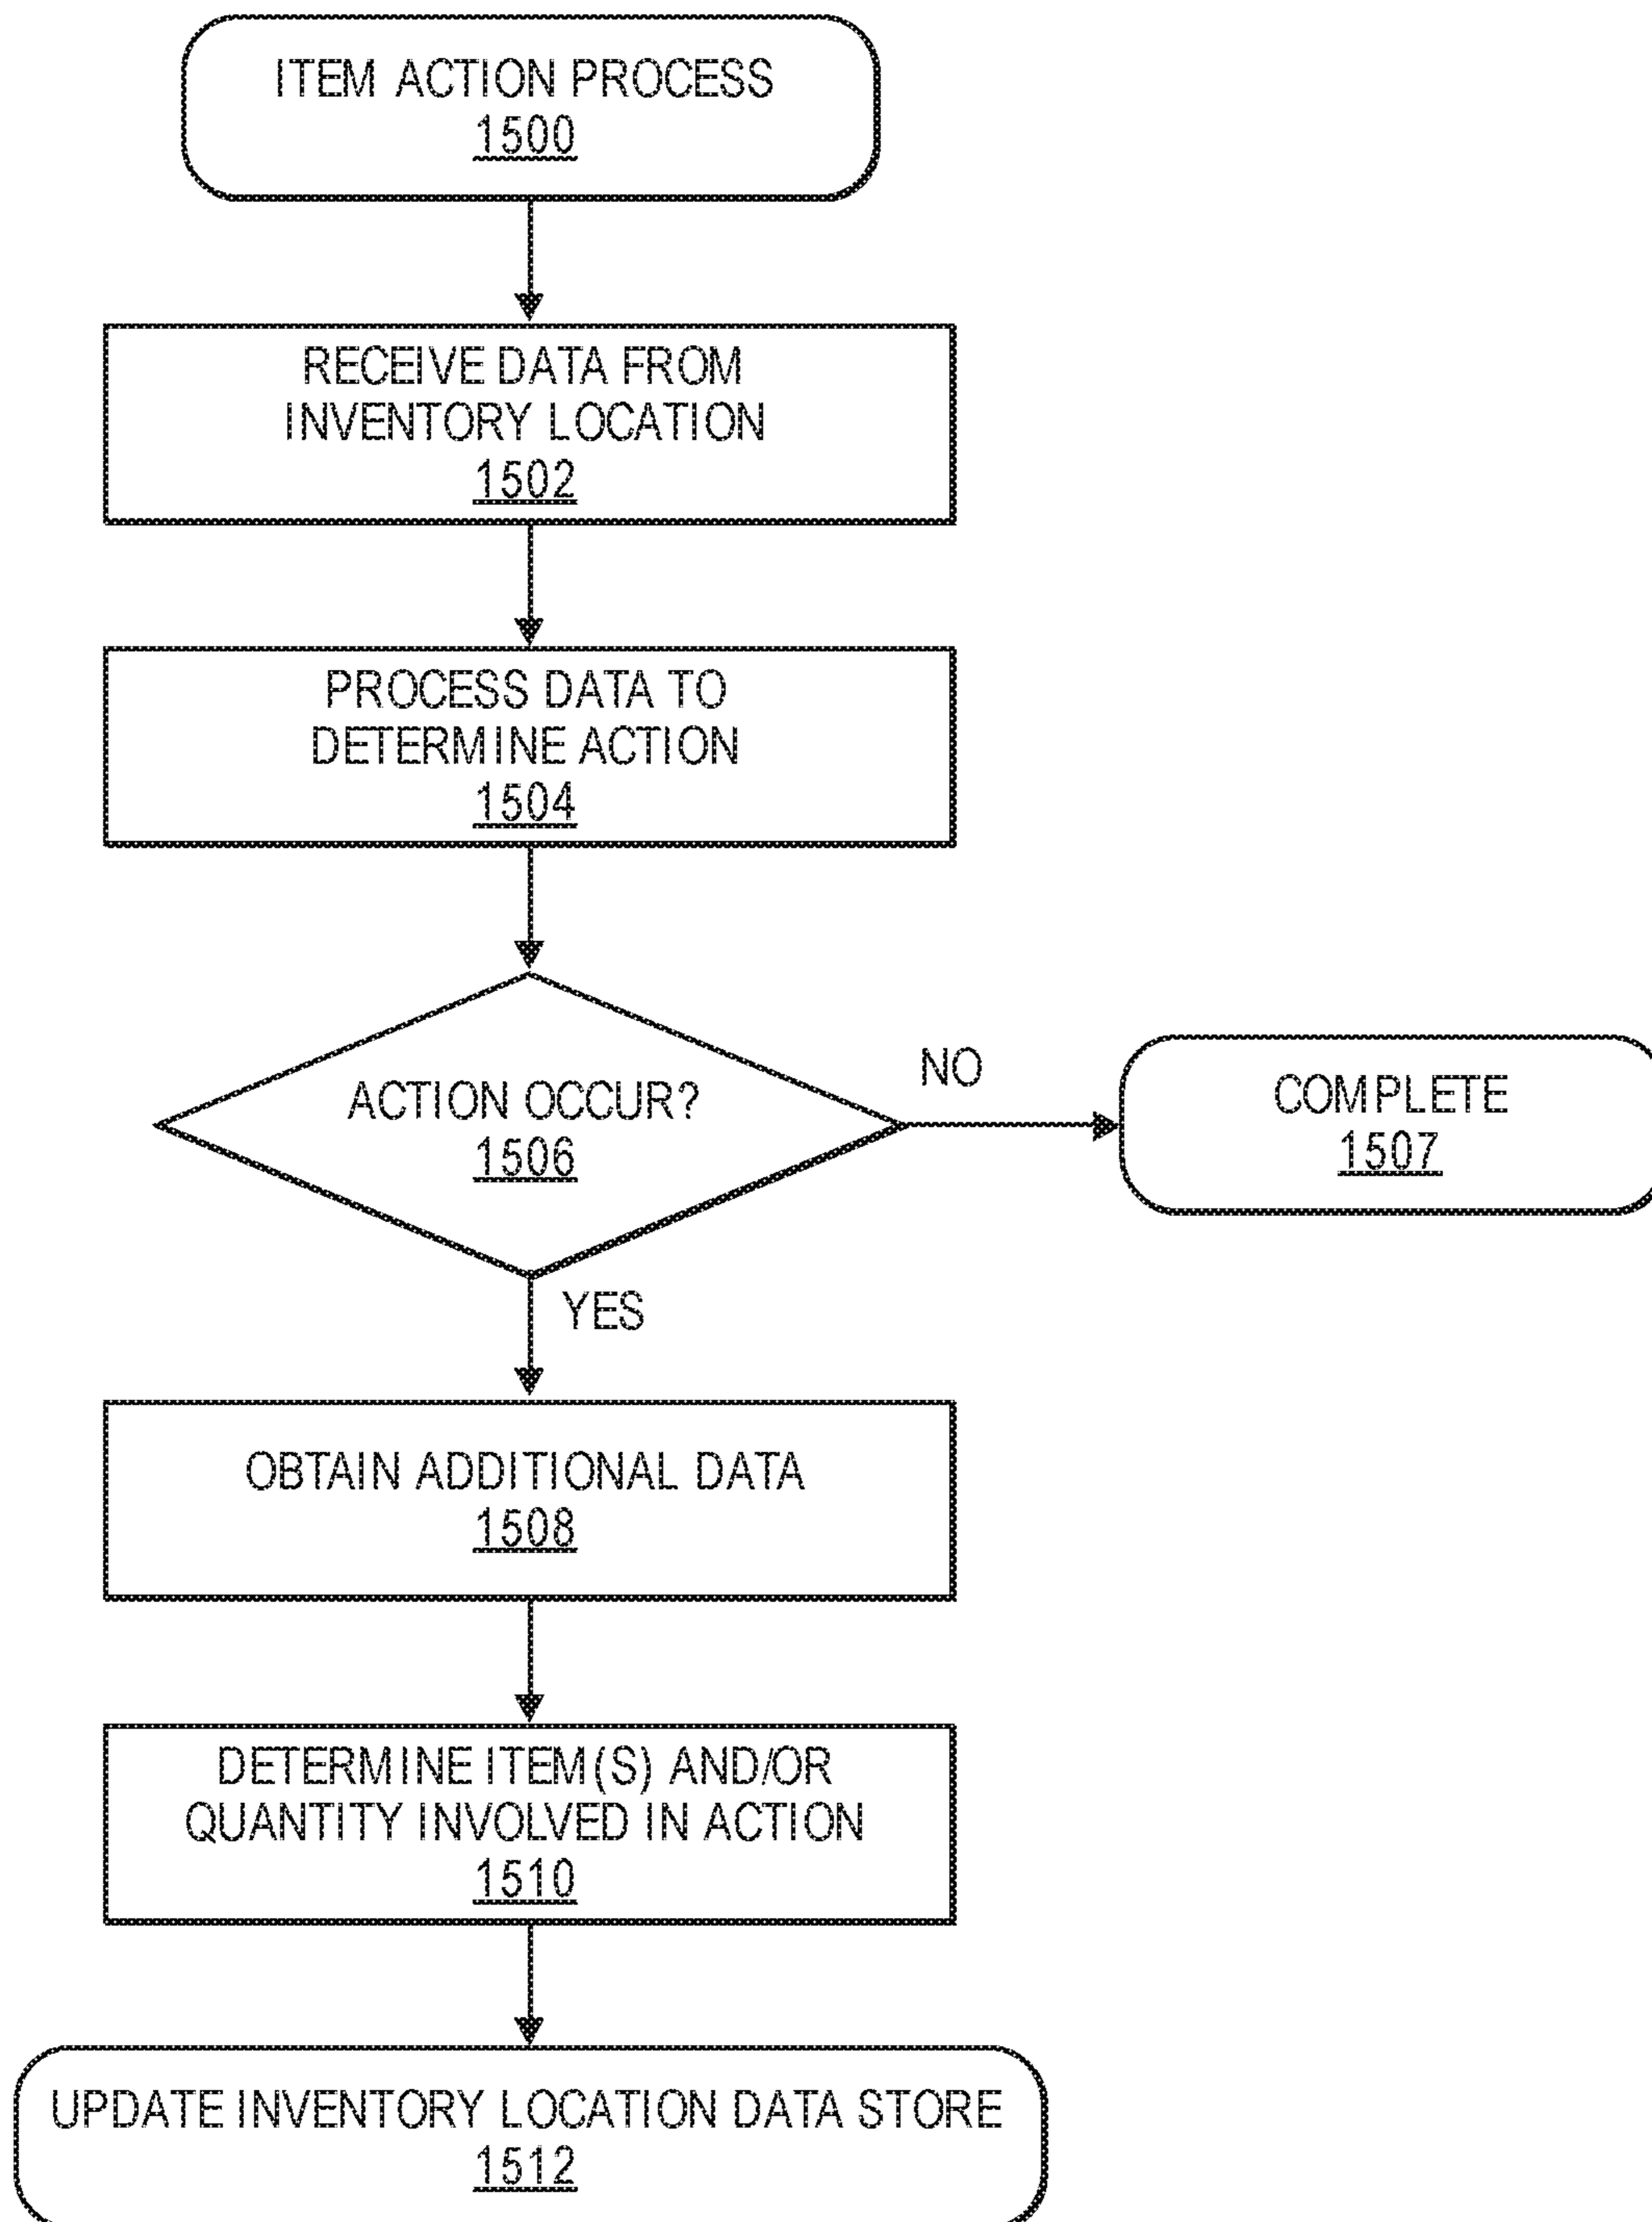 ITEM ACTION PROCESS
1500
RECEIVE DATA FROM
INVENTORY LOCATION
1502
PROCESS DATA TO
DETERMINE ACTION
1504
ACTION OCCUR?
1506
NO
COMPLETE
1507
YES
OBTAIN ADDITIONAL DATA
1508
DETERMINE ITEM(S) AND/OR
QUANTITY INVOLVED IN ACTION
1510
UPDATE INVENTORY LOCATION DATA STORE
1512